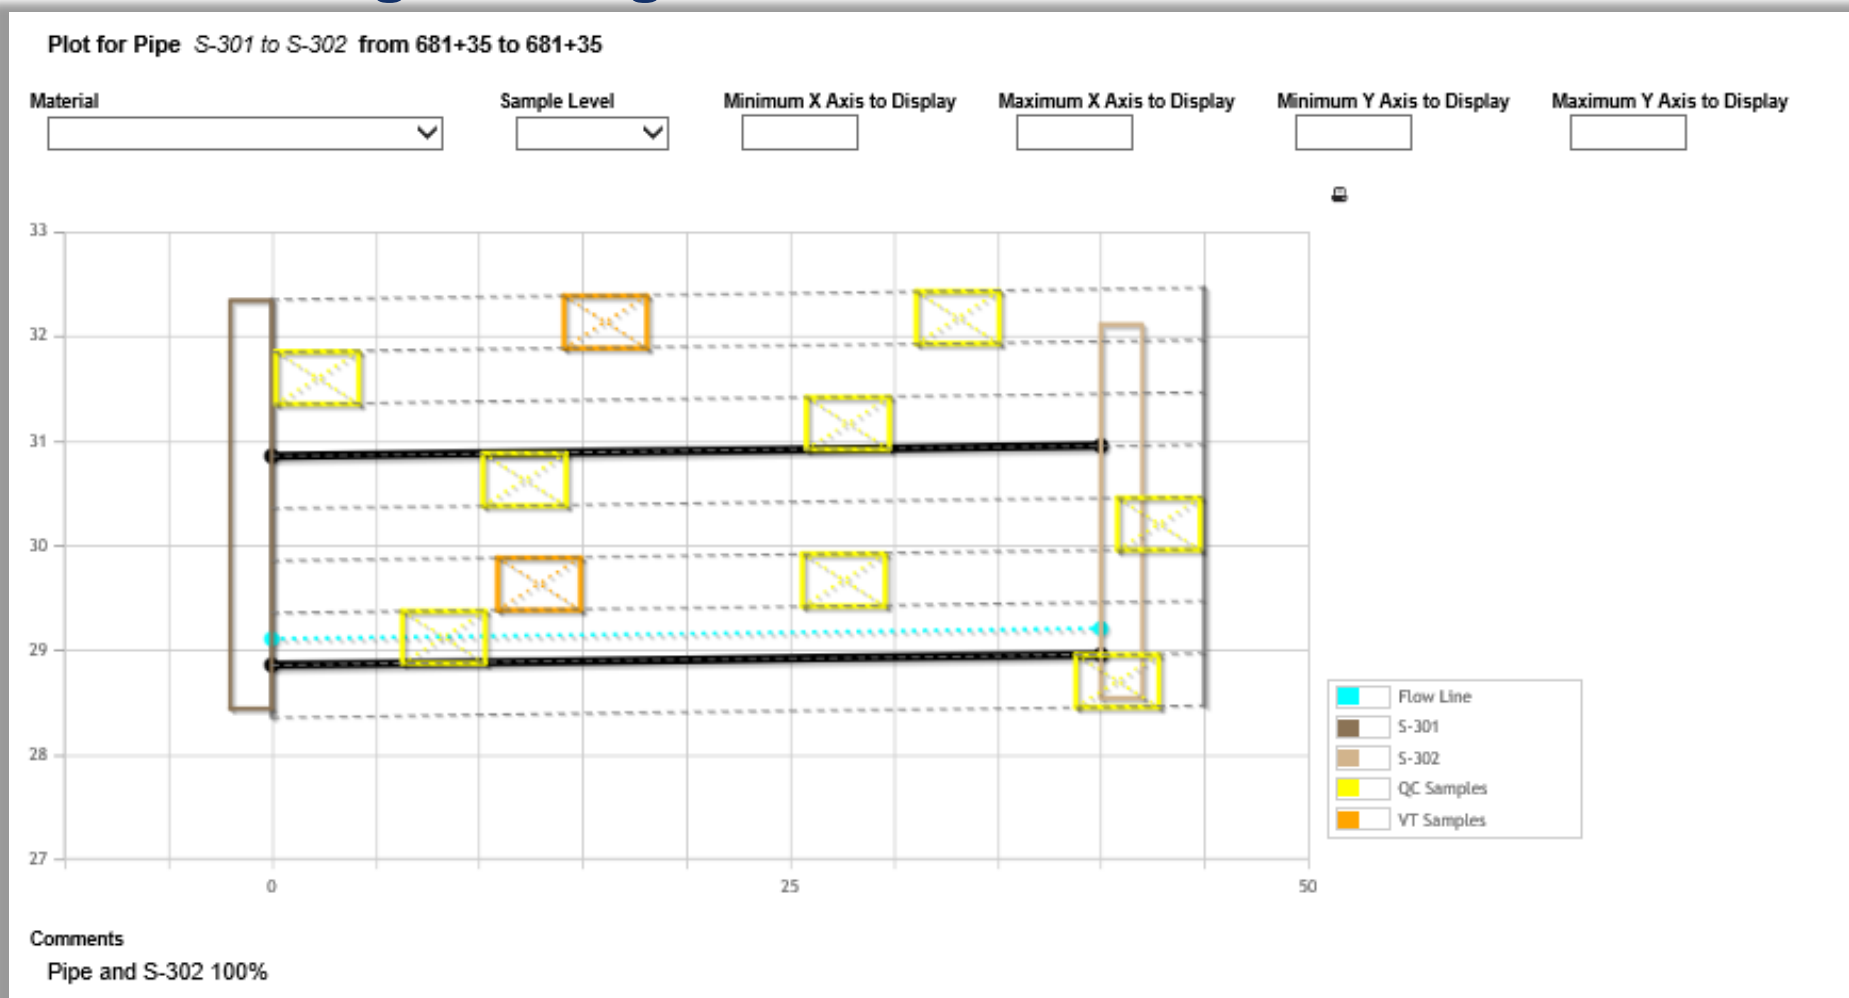 Plot for Pipe S-301 to S-302 from 681+35 to 681+35
Material Sample Level Minimum X Axis to Display Maximum X Axis to Display Minimum Y Axis to Display Maximum Y Axis to Display
33
32
31
30
29
28
27
0 25 50
Flow Line
S-301
S-302
QC Samples
VT Samples
Comments
Pipe and S-302 100%